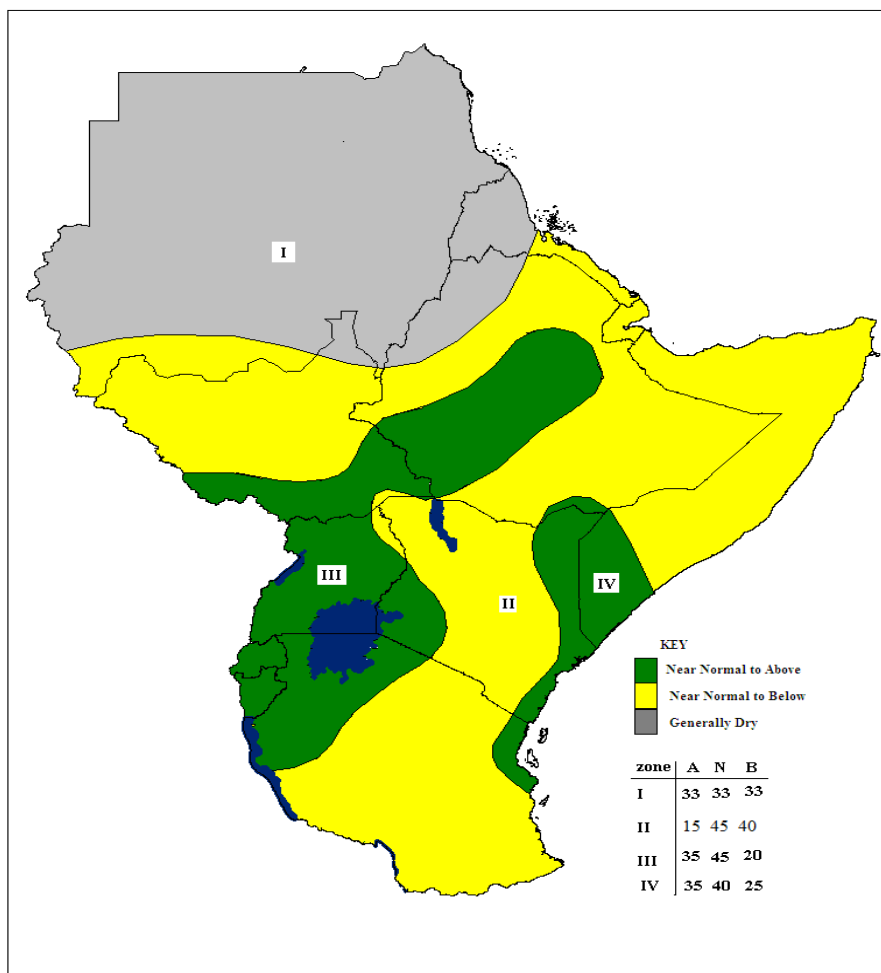 I
III
IV
II
KEY
Near Normal to Above
Near Normal to Below
Generally Dry
zone A N B
I 33 33 33
II 15 45 40
III 35 45 20
IV 35 40 25